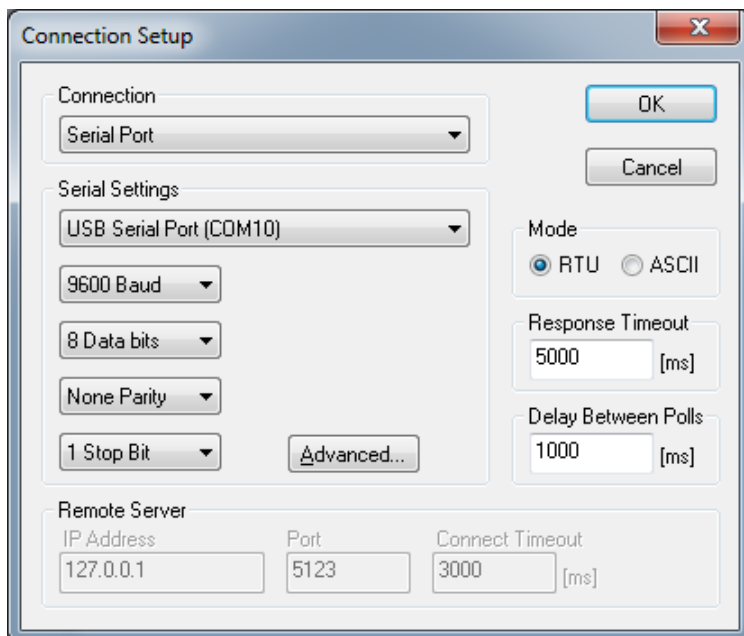 Connection Setup
Connection
Serial Port
OK
Cancel
Serial Settings
USB Serial Port (COM10)
9600 Baud
8 Data bits
None Parity
1 Stop Bit
Advanced...
Mode
RTU
ASCII
Response Timeout
5000 [ms]
Delay Between Polls
1000 [ms]
Remote Server
IP Address Port Connect Timeout
127.0.0.1 5123 3000 [ms]